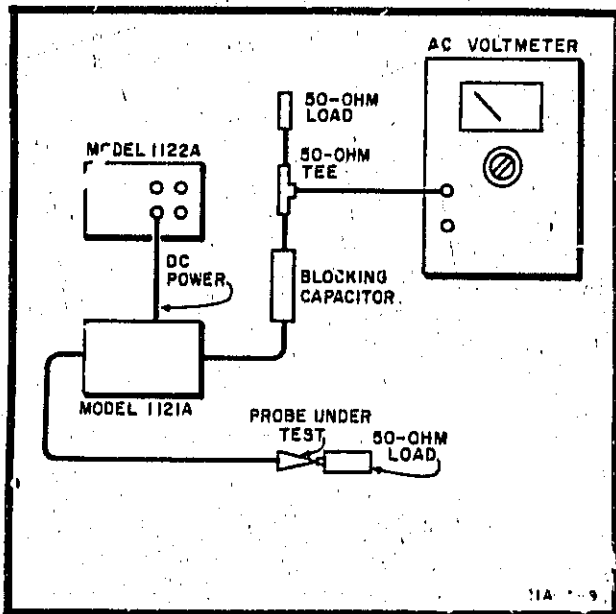 AC VOLTMETER
50-OHM
LOAD
MODEL 1122A
50-OHM
TEE
DC
POWER
BLOCKING
CAPACITOR
MODEL 1121A
PROBE UNDER
TEST
50-OHM
LOAD